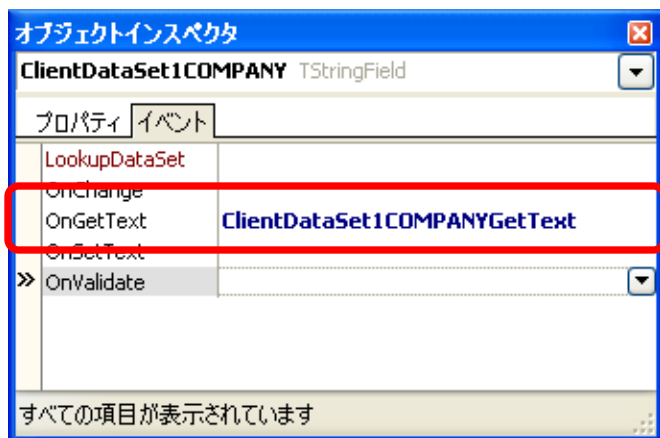 オブジェクトインスペクタ
ClientDataSet1COMPANY TStringField
プロパティ イベント
LookupDataSet
OnChange
OnGetText ClientDataSet1COMPANYGetText
OnSetText
» OnValidate
すべての項目が表示されています